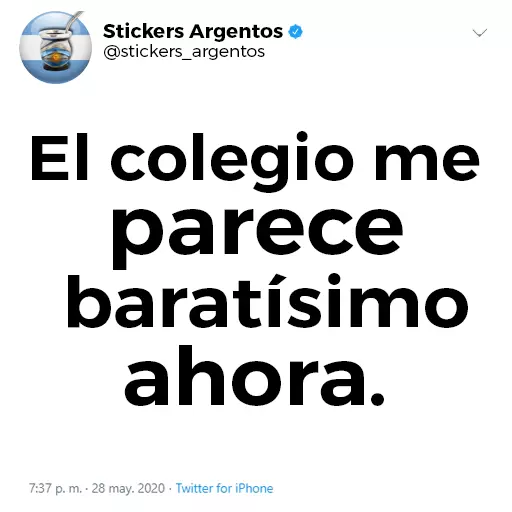 Stickers Argentos
@stickers_argentos
El colegio me
parece
baratísimo
ahora.
7:37 p. m. · 28 may. 2020 · Twitter for iPhone